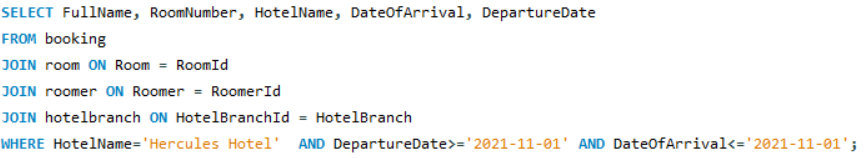 SELECT FullName, RoomNumber, HotelName, DateOfArrival, DepartureDate
FROM booking
JOIN room ON Room = RoomId
JOIN roomer ON Roomer = RoomerId
JOIN hotelbranch ON HotelBranchId = HotelBranch
WHERE HotelName='Hercules Hotel'  AND DepartureDate>='2021-11-01' AND DateOfArrival<='2021-11-01';